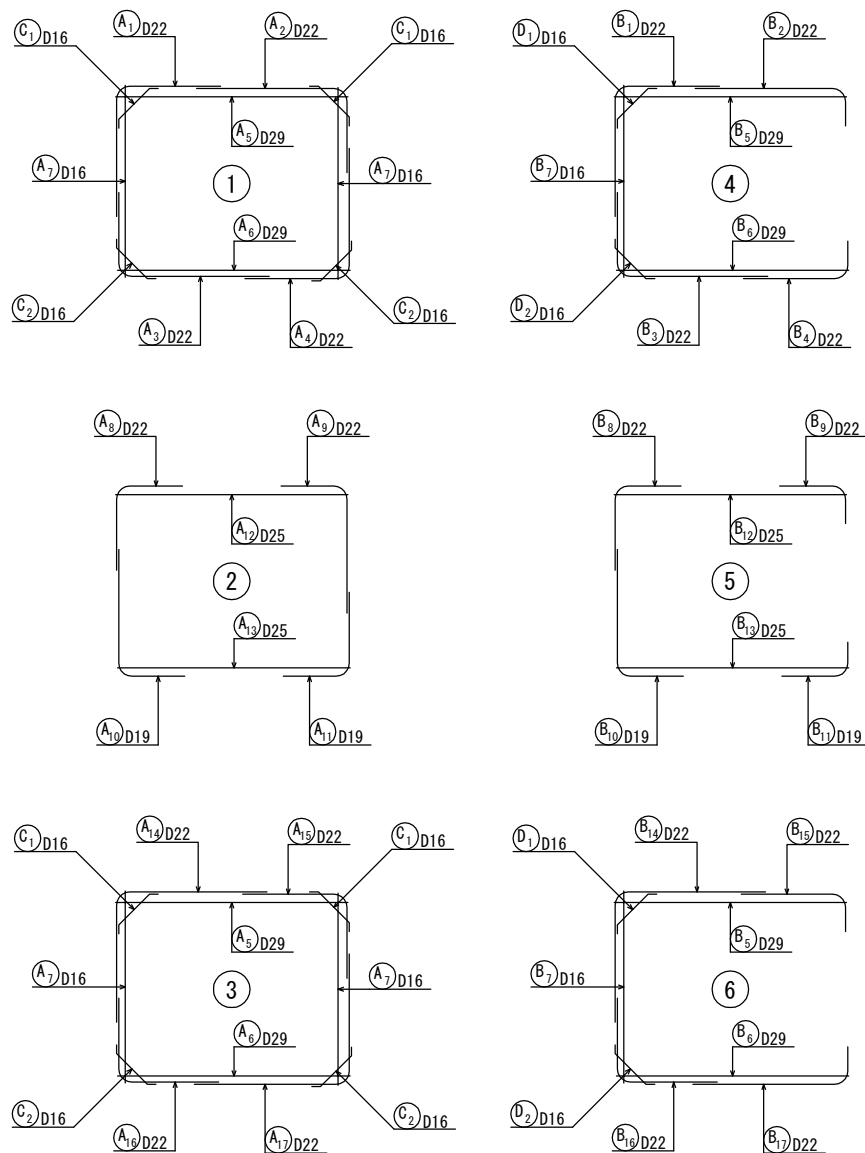 A1 D22 A2 D22 B1 D22 B2 D22
C1 D16 C1 D16 D1 D16
A5 D29 B5 D29
A7 D16 1 A7 D16 B7 D16 4
A6 D29 B6 D29
C2 D16 C2 D16 D2 D16
A3 D22 A4 D22 B3 D22 B4 D22
A8 D22 A9 D22 B8 D22 B9 D22
A12 D25 B12 D25
2 5
A13 D25 B13 D25
A10 D19 A11 D19 B10 D19 B11 D19
C1 D16 A14 D22 A15 D22 C1 D16 D1 D16 B14 D22 B15 D22
A5 D29 B5 D29
A7 D16 3 A7 D16 B7 D16 6
A6 D29 B6 D29
C2 D16 C2 D16 D2 D16
A16 D22 A17 D22 B16 D22 B17 D22